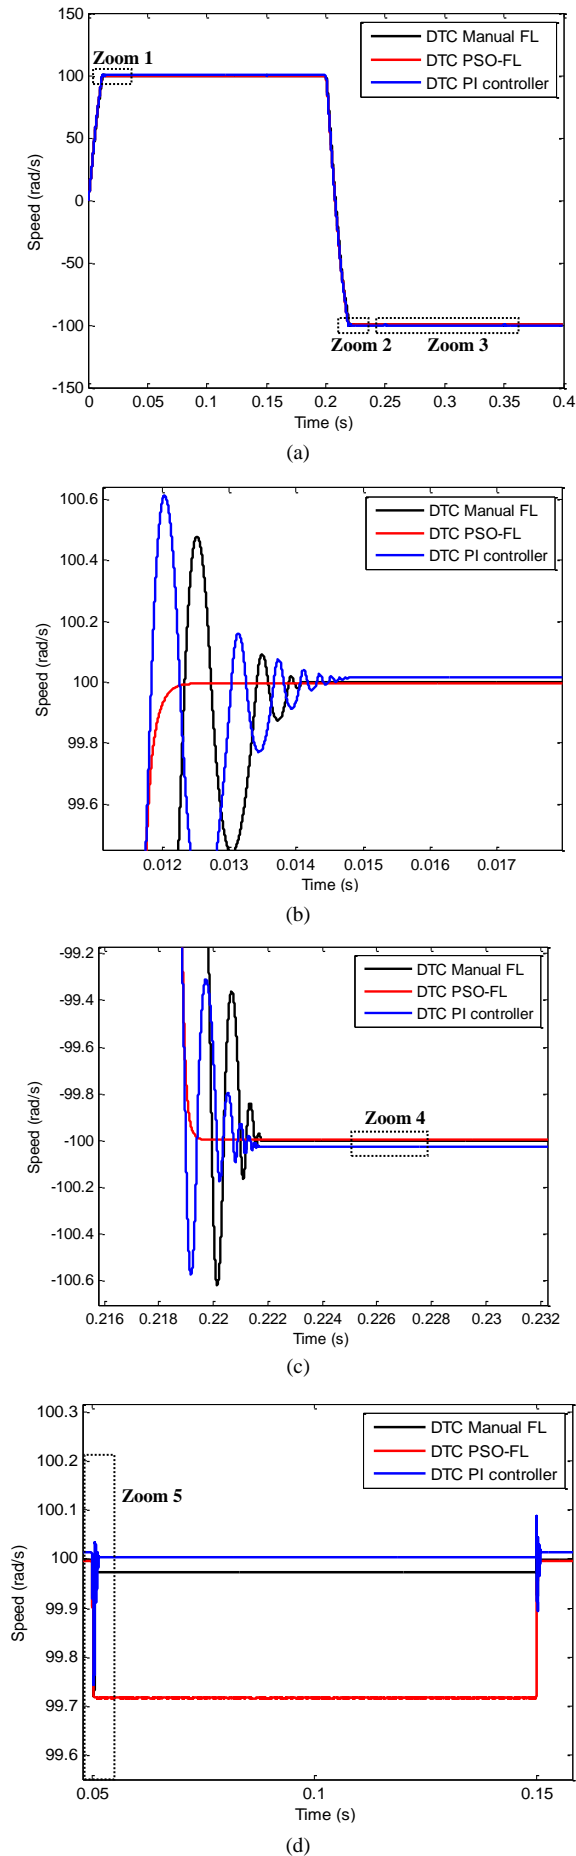 DTC Manual FL
DTC PSO-FL
DTC PI controller
Zoom 1
Zoom 2
Zoom 3
150
100
50
0
-50
-100
-150
Speed (rad/s)
0
0.05
0.1
0.15
0.2
0.25
0.3
0.35
0.4
Time (s)
(a)
DTC Manual FL
DTC PSO-FL
DTC PI controller
100.6
100.4
100.2
100
99.8
99.6
Speed (rad/s)
0.012
0.013
0.014
0.015
0.016
0.017
Time (s)
(b)
DTC Manual FL
DTC PSO-FL
DTC PI controller
Zoom 4
-99.2
-99.4
-99.6
-99.8
-100
-100.2
-100.4
-100.6
Speed (rad/s)
0.216
0.218
0.22
0.222
0.224
0.226
0.228
0.23
0.232
Time (s)
(c)
DTC Manual FL
DTC PSO-FL
DTC PI controller
Zoom 5
100.3
100.2
100.1
100
99.9
99.8
99.7
99.6
Speed (rad/s)
0.05
0.1
0.15
Time (s)
(d)